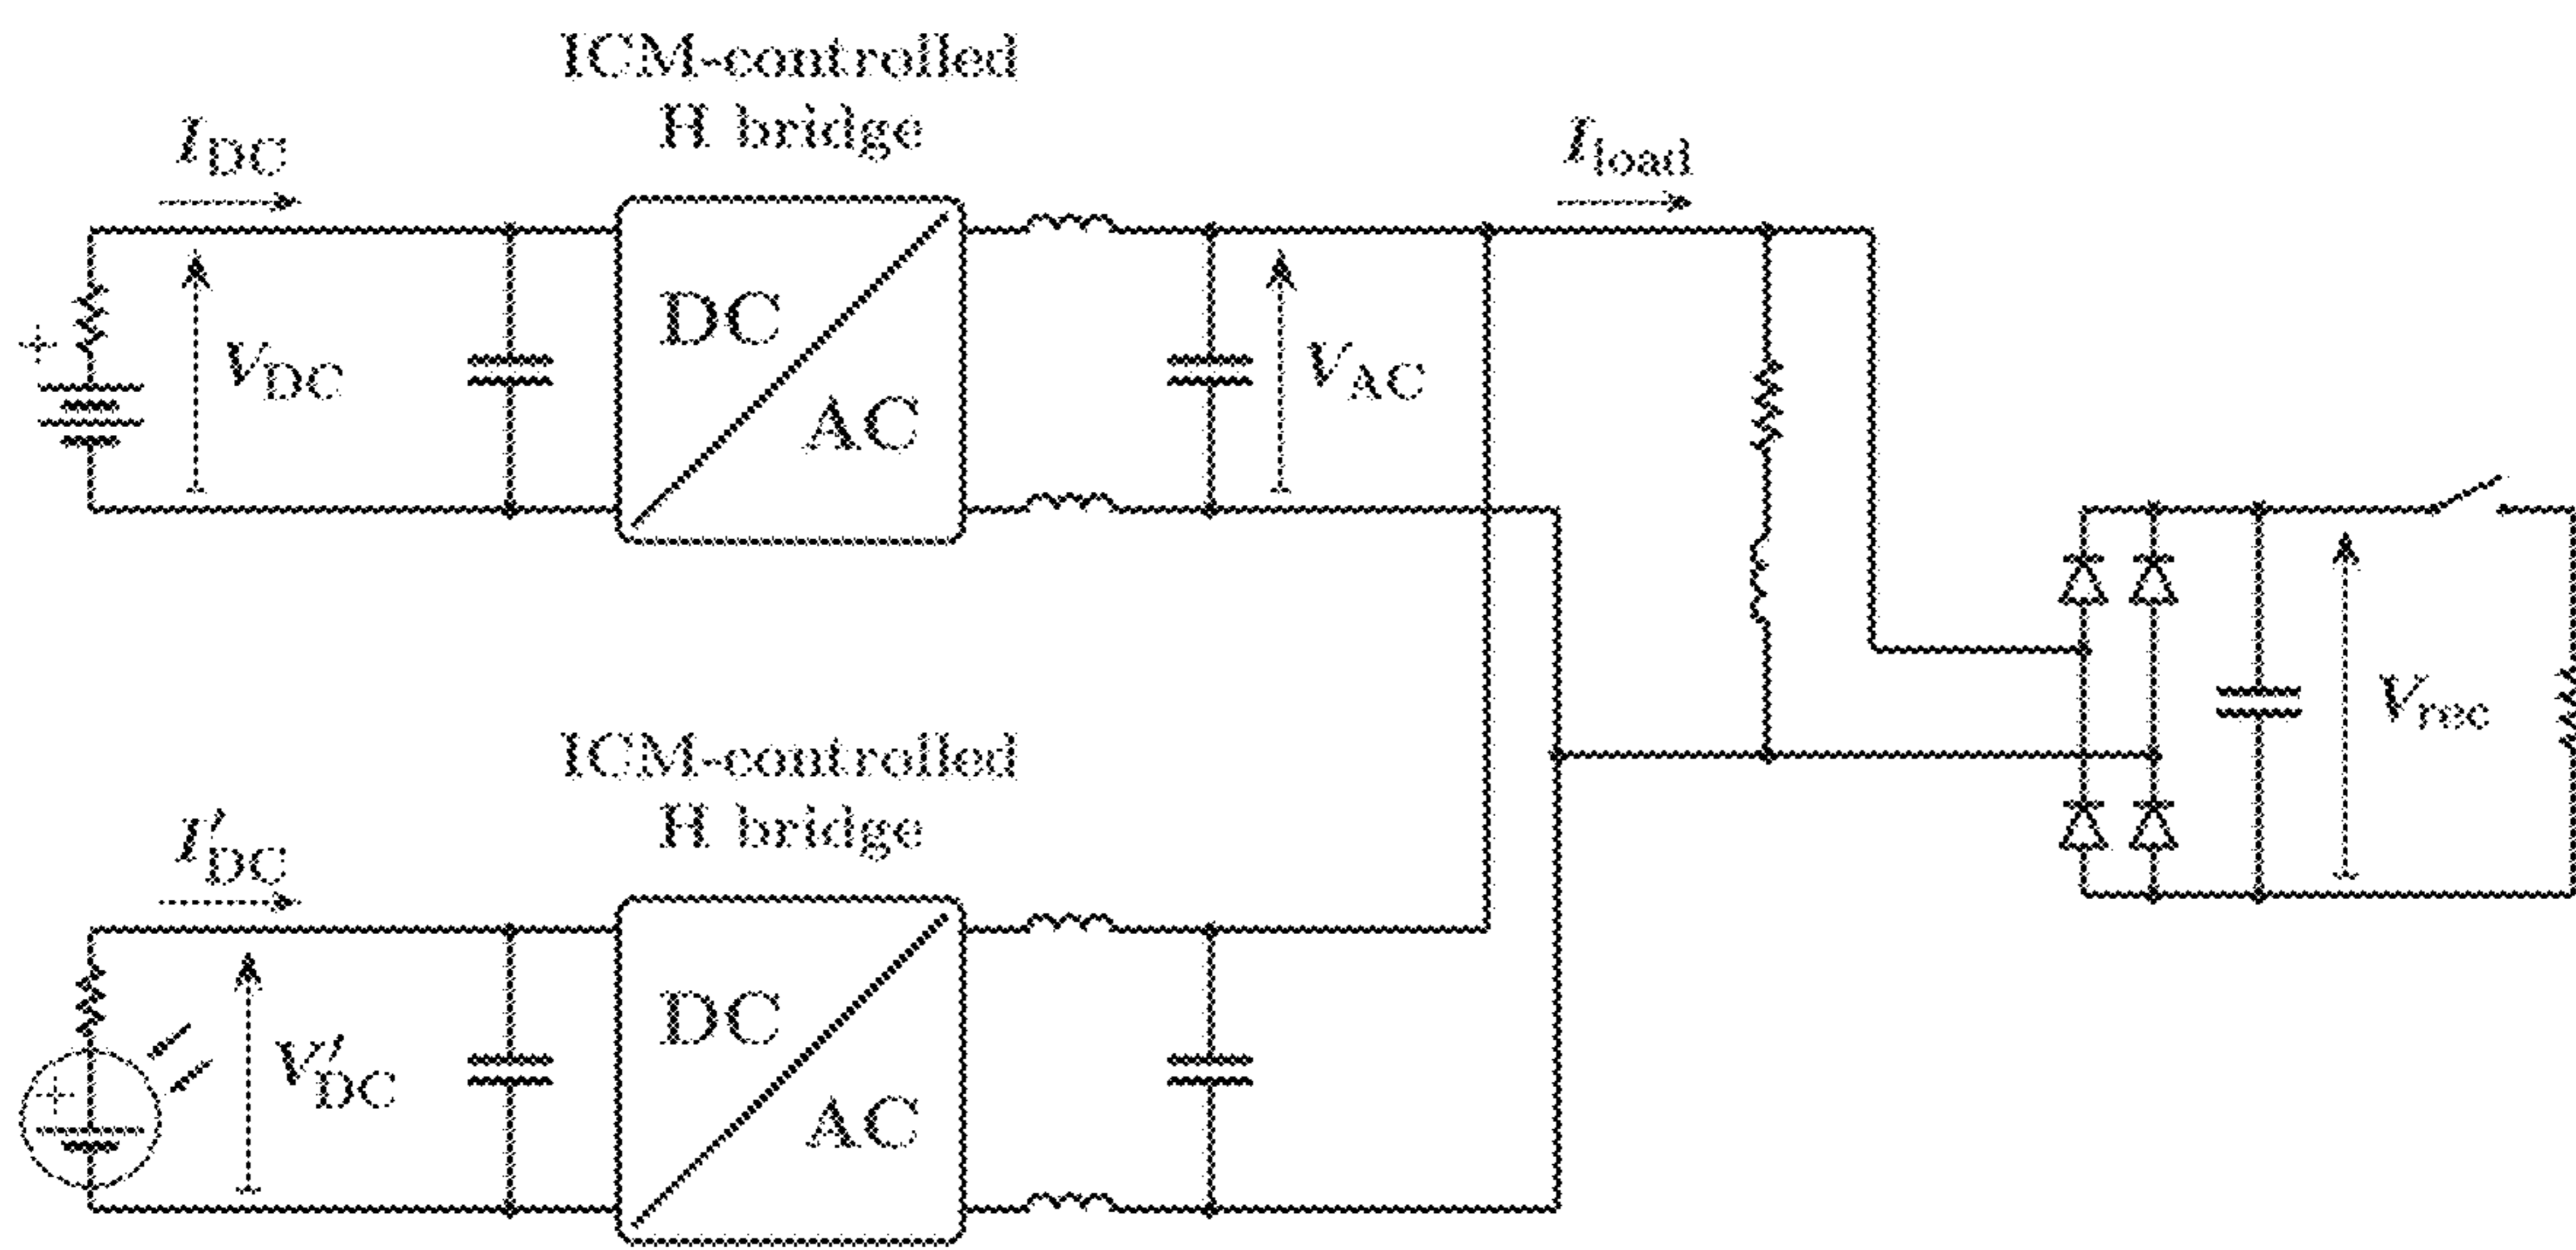 ICM-controlled
H bridge
I_DC
I_load
+
V_DC
DC
AC
V_AC
V_rec
ICM-controlled
H bridge
I'_DC
V'_DC
+
DC
AC